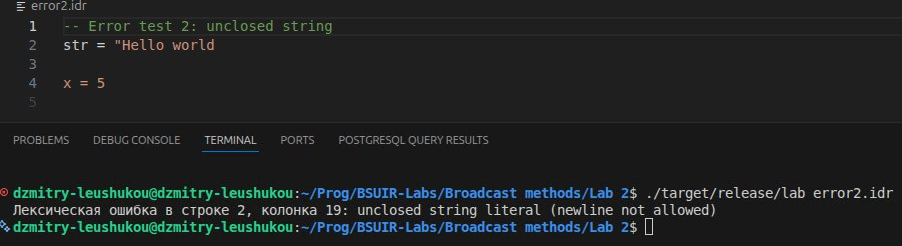 error2.idr
1 -- Error test 2: unclosed string
2 str = "Hello world
3
4 x = 5
5
PROBLEMS DEBUG CONSOLE TERMINAL PORTS POSTGRESQL QUERY RESULTS
dzmitry-leushukou@dzmitry-leushukou:~/Prog/BSUIR-Labs/Broadcast methods/Lab 2$ ./target/release/lab error2.idr
Лексическая ошибка в строке 2, колонка 19: unclosed string literal (newline not allowed)
dzmitry-leushukou@dzmitry-leushukou:~/Prog/BSUIR-Labs/Broadcast methods/Lab 2$